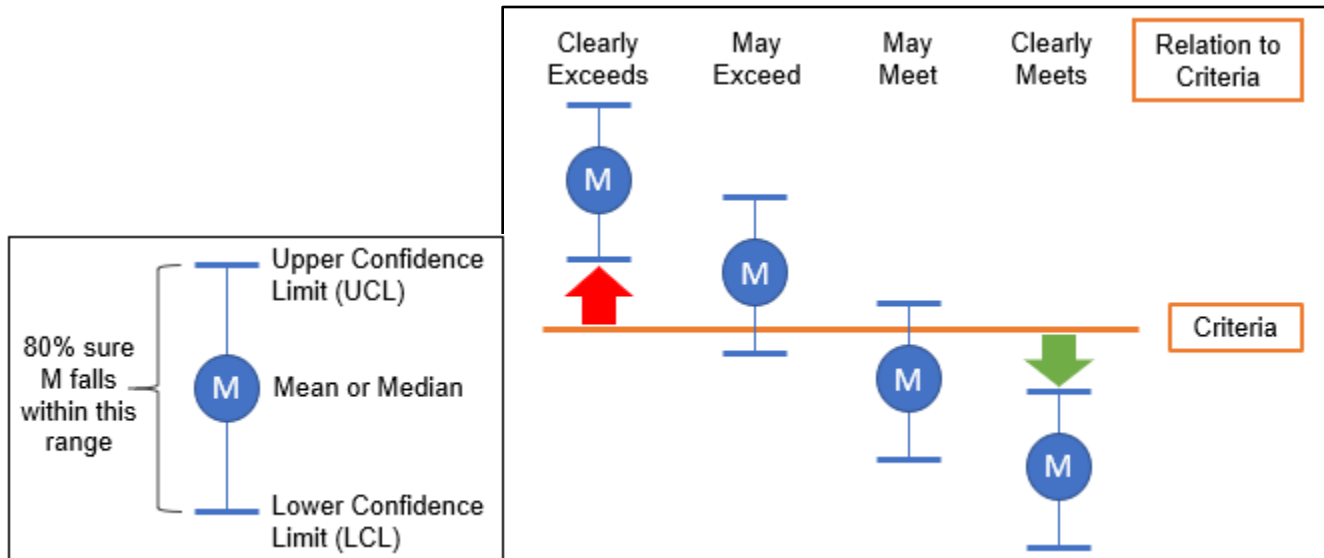 Clearly
Exceeds
May
Exceed
May
Meet
Clearly
Meets
Relation to
Criteria
M
M
M
M
Criteria
80% sure
M falls
within this
range
Upper Confidence
Limit (UCL)
M
Mean or Median
Lower Confidence
Limit (LCL)